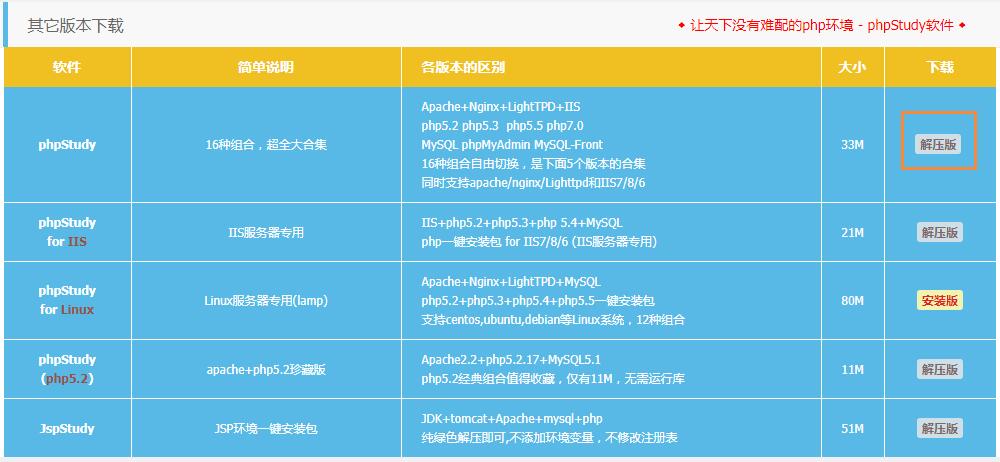 其它版本下载
◆ 让天下没有难配的php环境 - phpStudy软件 ◆
软件 简单说明 各版本的区别 大小 下载
phpStudy 16种组合，超全大合集 33M 解压版
Apache+Nginx+LightTPD+IIS
php5.2 php5.3 php5.5 php7.0
MySQL phpMyAdmin MySQL-Front
16种组合自由切换，是下面5个版本的合集
同时支持apache/nginx/Lighttpd和IIS7/8/6
phpStudy
for IIS
IIS服务器专用
IIS+php5.2+php5.3+php 5.4+MySQL
php一键安装包 for IIS7/8/6 (IIS服务器专用)
21M 解压版
phpStudy
for Linux
Linux服务器专用(lamp)
Apache+Nginx+LightTPD+MySQL
php5.2+php5.3+php5.4+php5.5一键安装包
支持centos,ubuntu,debian等Linux系统，12种组合
80M 安装版
phpStudy
（php5.2）
apache+php5.2珍藏版
Apache2.2+php5.2.17+MySQL5.1
php5.2经典组合值得收藏，仅有11M，无需运行库
11M 解压版
JspStudy JSP环境一键安装包
JDK+tomcat+Apache+mysql+php
纯绿色解压即可,不添加环境变量，不修改注册表
51M 解压版